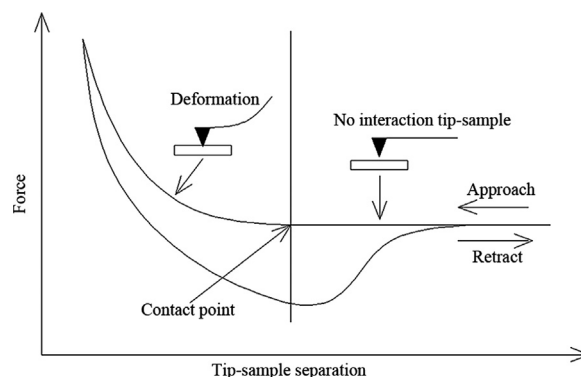 Deformation
No interaction tip-sample
Approach
Retract
Force
Contact point
Tip-sample separation